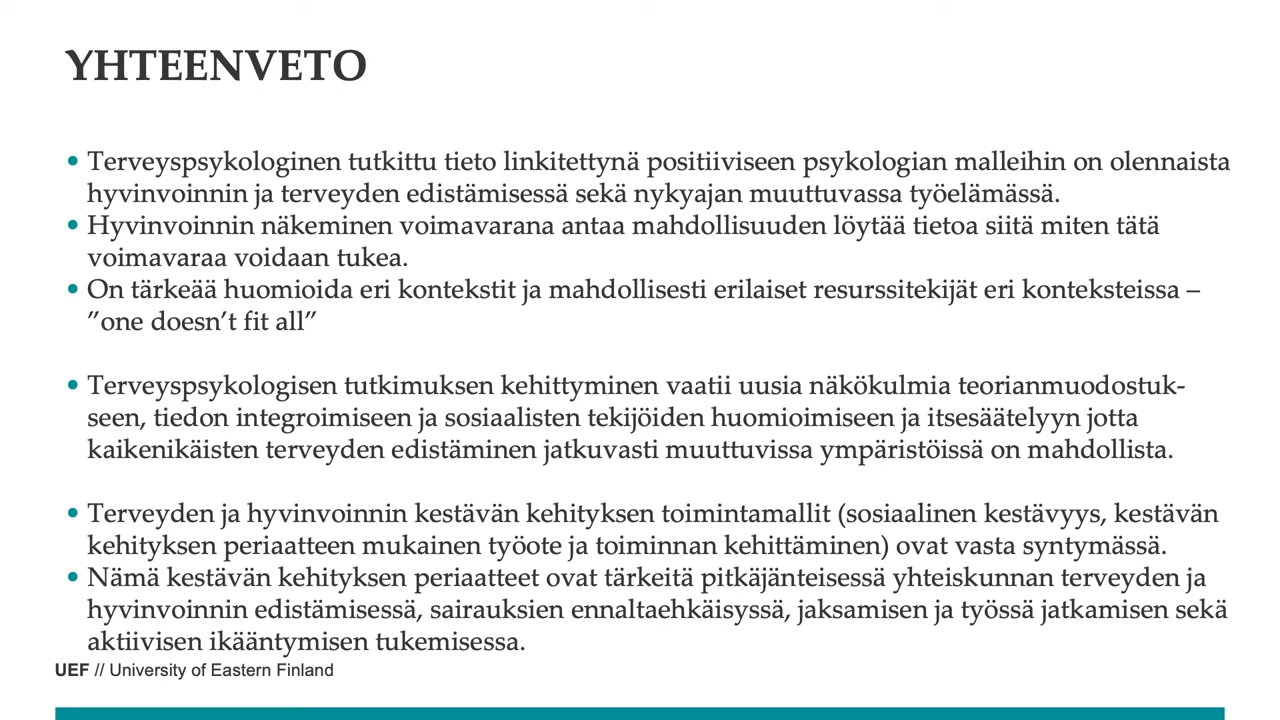 YHTEENVETO
• Terveyspsykologinen tutkittu tieto linkitettynä positiiviseen psykologian malleihin on olennaista
hyvinvoinnin ja terveyden edistämisessä sekä nykyajan muuttuvassa työelämässä.
• Hyvinvoinnin näkeminen voimavarana antaa mahdollisuuden löytää tietoa siitä miten tätä
voimavaraa voidaan tukea.
• On tärkeää huomioida eri kontekstit ja mahdollisesti erilaiset resurssitekijät eri konteksteissa –
”one doesn’t fit all”
• Terveyspsykologisen tutkimuksen kehittyminen vaatii uusia näkökulmia teorianmuodostuk-
seen, tiedon integroimiseen ja sosiaalisten tekijöiden huomioimiseen ja itsesäätelyyn jotta
kaikenikäisten terveyden edistäminen jatkuvasti muuttuvissa ympäristöissä on mahdollista.
• Terveyden ja hyvinvoinnin kestävän kehityksen toimintamallit (sosiaalinen kestävyys, kestävän
kehityksen periaatteen mukainen työote ja toiminnan kehittäminen) ovat vasta syntymässä.
• Nämä kestävän kehityksen periaatteet ovat tärkeitä pitkäjänteisessä yhteiskunnan terveyden ja
hyvinvoinnin edistämisessä, sairauksien ennaltaehkäisyssä, jaksamisen ja työssä jatkamisen sekä
aktiivisen ikääntymisen tukemisessa.
UEF // University of Eastern Finland